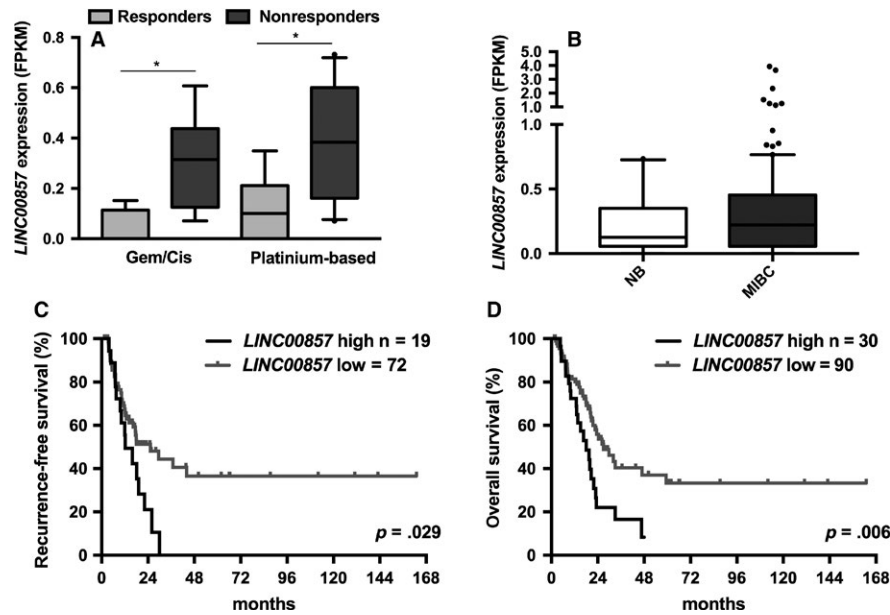 Responders Nonresponders
A
*
*
LINC00857 expression (FPKM)
0.8
0.6
0.4
0.2
0.0
Gem/Cis Platinium-based
B
LINC00857 expression (FPKM)
5.0
4.0
3.0
2.0
1.0
1.0
0.5
0.0
NB MIBC
C
LINC00857 high n = 19
LINC00857 low = 72
Recurrence-free survival (%)
100
80
60
40
20
0
p = .029
0 24 48 72 96 120 144 168
months
D
LINC00857 high n = 30
LINC00857 low = 90
Overall survival (%)
100
80
60
40
20
0
p = .006
0 24 48 72 96 120 144 168
months